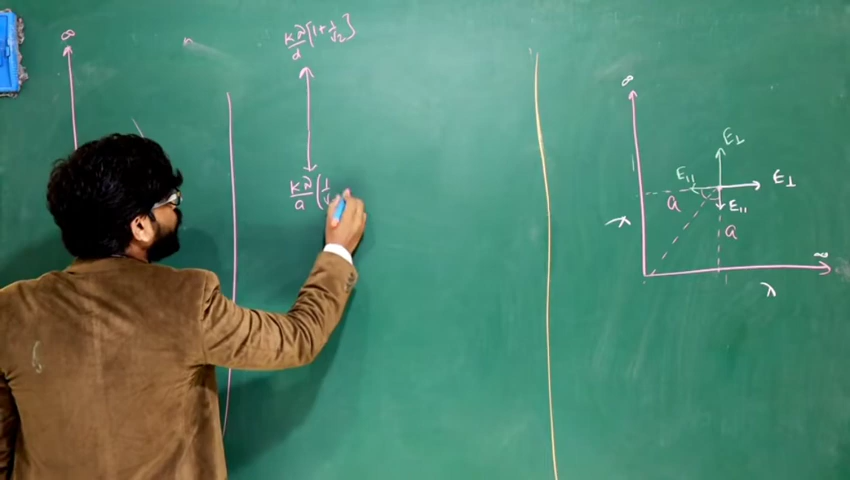 ∞
Kλ/d [1+1/√2]
Kλ/a (1/√
∞
E⊥
E||
E⊥
a
E||
λ
a
∞
λ